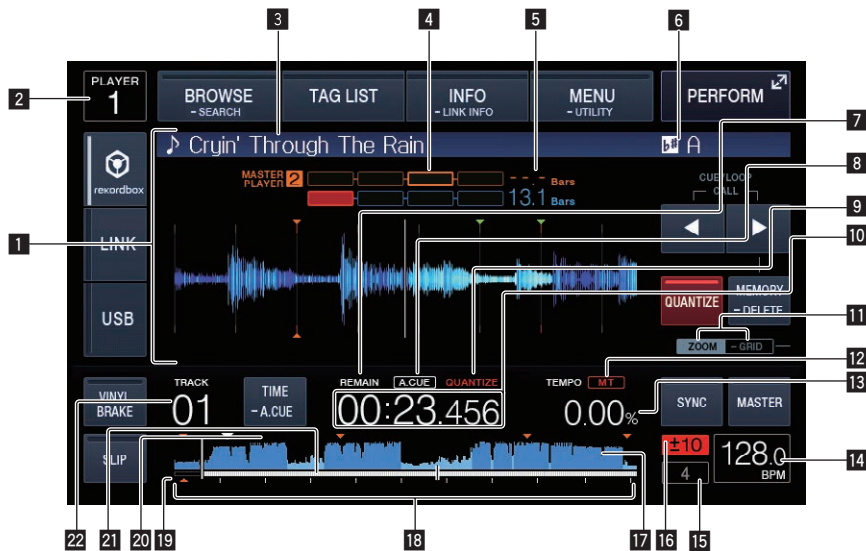 3 4 5 6
PLAYER
1
2
BROWSE
- SEARCH
TAG LIST
INFO
- LINK INFO
MENU
- UTILITY
PERFORM
7
♪ Cryin' Through The Rain
b# A
8
rekordbox
MASTER
PLAYER 2
--.- Bars
13.1 Bars
CUE/LOOP
CALL
9
10
1
LINK
USB
QUANTIZE
MEMORY
- DELETE
11
ZOOM - GRID
12
VINYL
BRAKE
TRACK
01
TIME
- A.CUE
REMAIN A.CUE QUANTIZE
00:23.456
TEMPO MT
0.00%
SYNC
MASTER
13
SLIP
±10
4
128.0
BPM
14
22 21 20 19 18 17 16 15